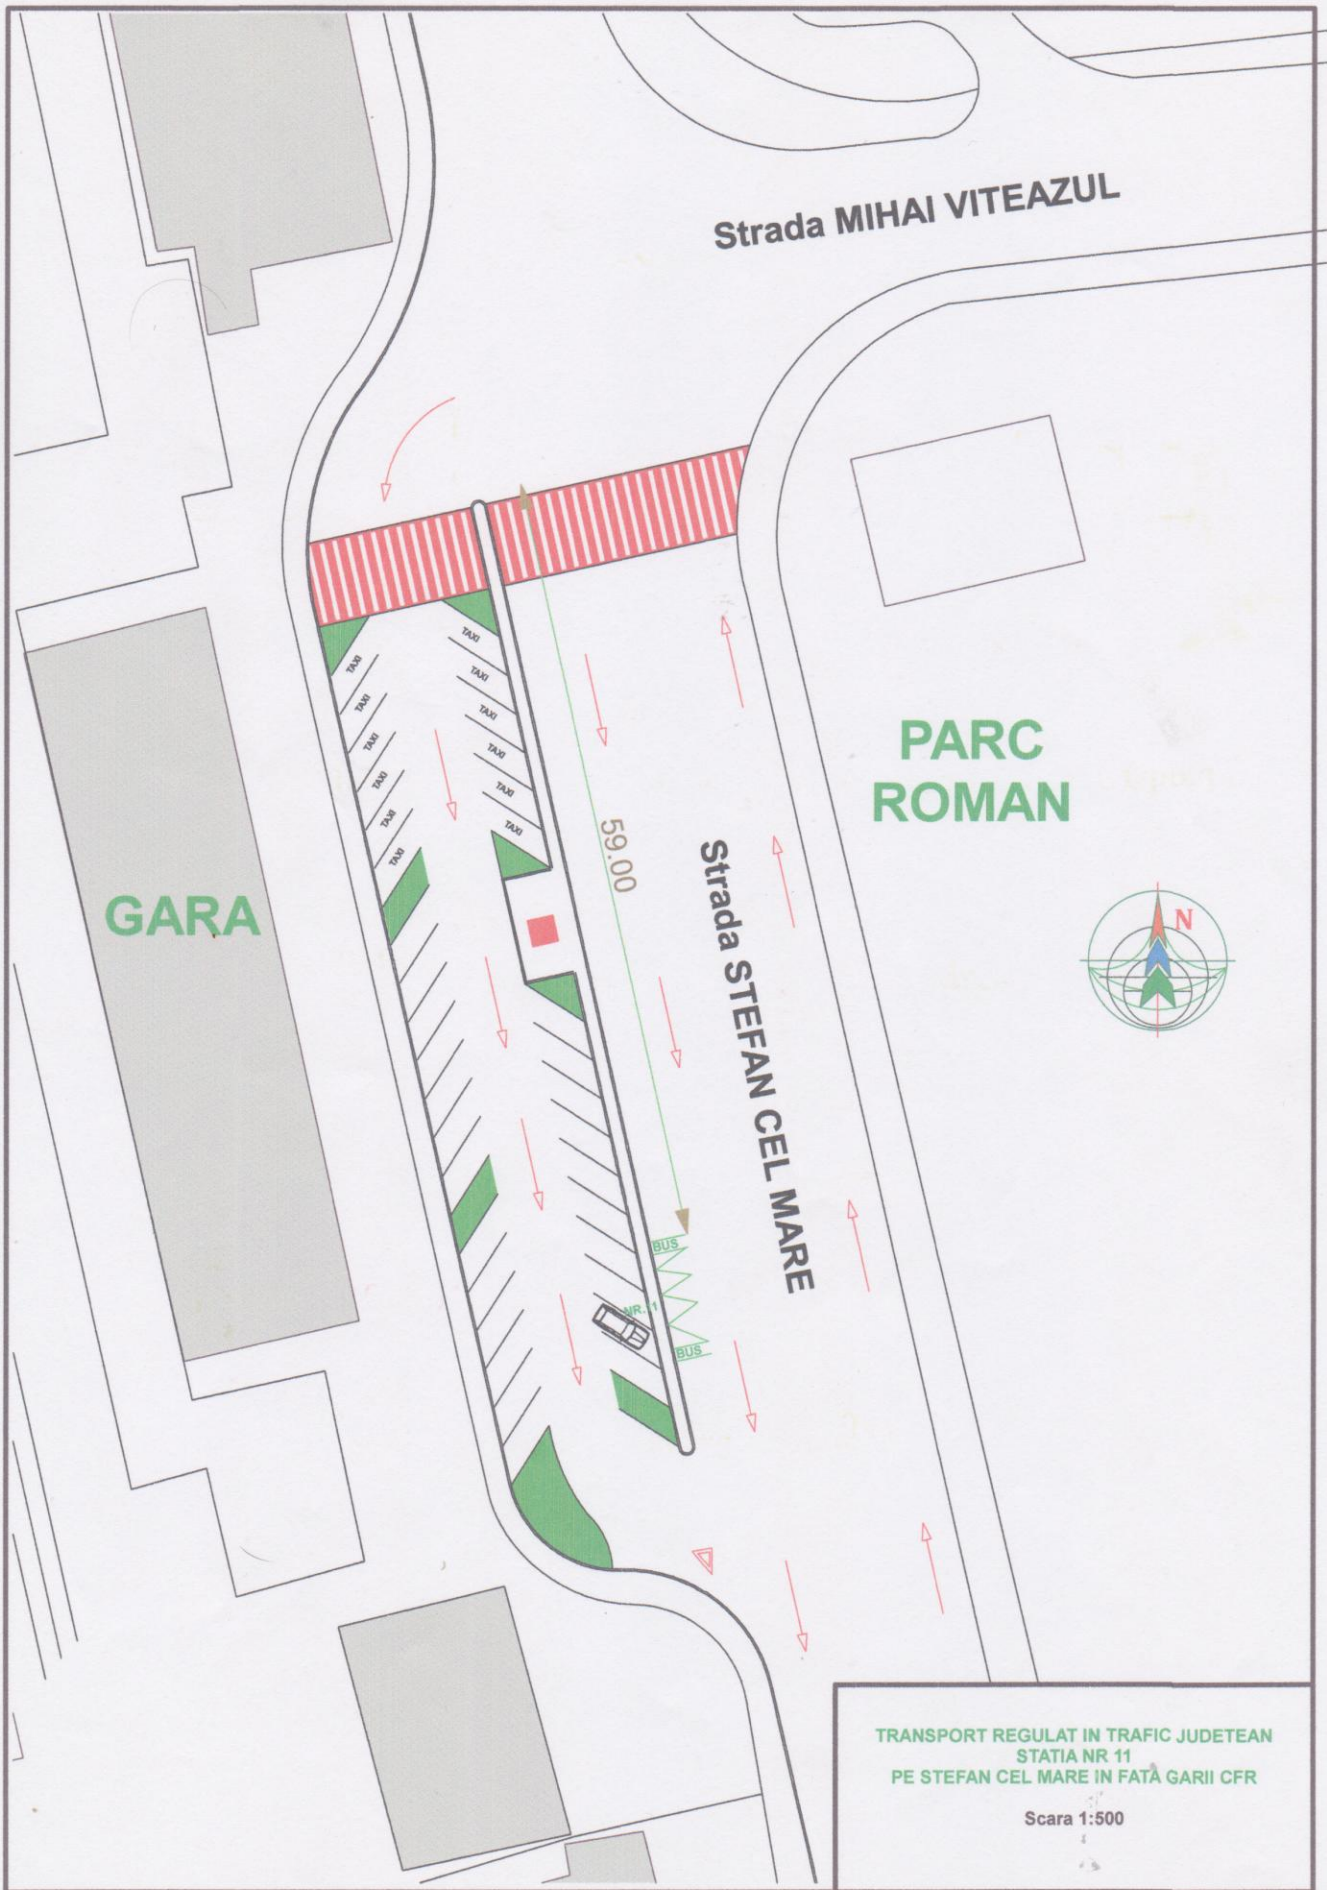 Strada MIHAI VITEAZUL
TAXI
TAXI
TAXI
TAXI
TAXI
TAXI
TAXI
TAXI
TAXI
TAXI
TAXI
TAXI
PARC
ROMAN
59.00
Strada STEFAN CEL MARE
GARA
N
BUS
NR.11
BUS
TRANSPORT REGULAT IN TRAFIC JUDETEAN
STATIA NR 11
PE STEFAN CEL MARE IN FATA GARII CFR
Scara 1:500